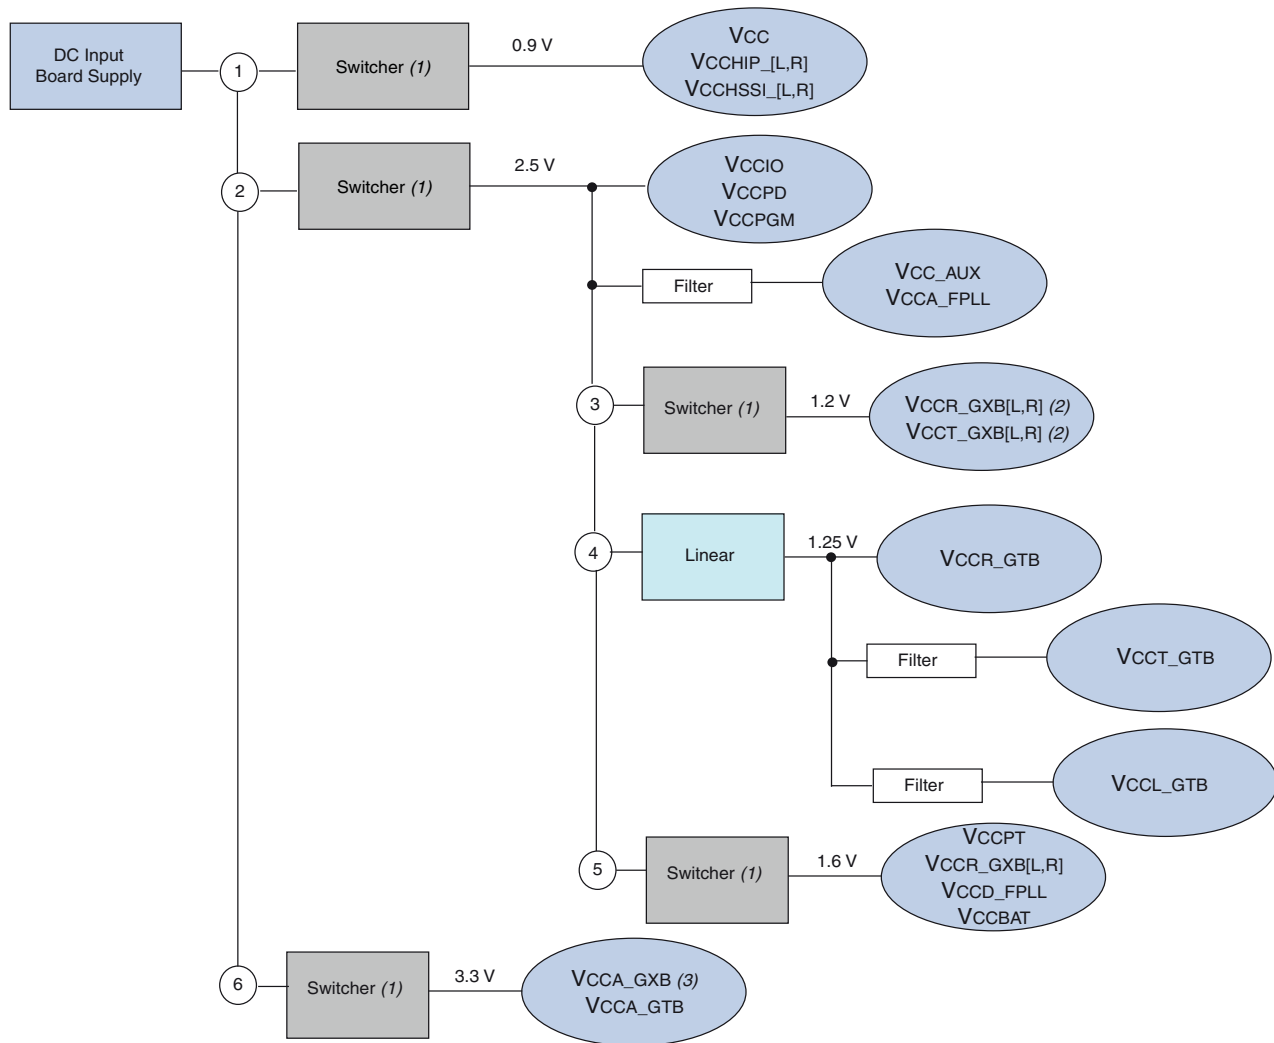 DC Input
Board Supply
1
Switcher (1)
0.9 V
VCC
VCCHIP_[L,R]
VCCHSSI_[L,R]
2
Switcher (1)
2.5 V
VCCIO
VCCPD
VCCPGM
Filter
VCC_AUX
VCCA_FPLL
3
Switcher (1)
1.2 V
VCCR_GXB[L,R] (2)
VCCT_GXB[L,R] (2)
4
Linear
1.25 V
VCCR_GTB
Filter
VCCT_GTB
Filter
VCCL_GTB
5
Switcher (1)
1.6 V
VCCPT
VCCR_GXB[L,R]
VCCD_FPLL
VCCBAT
6
Switcher (1)
3.3 V
VCCA_GXB (3)
VCCA_GTB